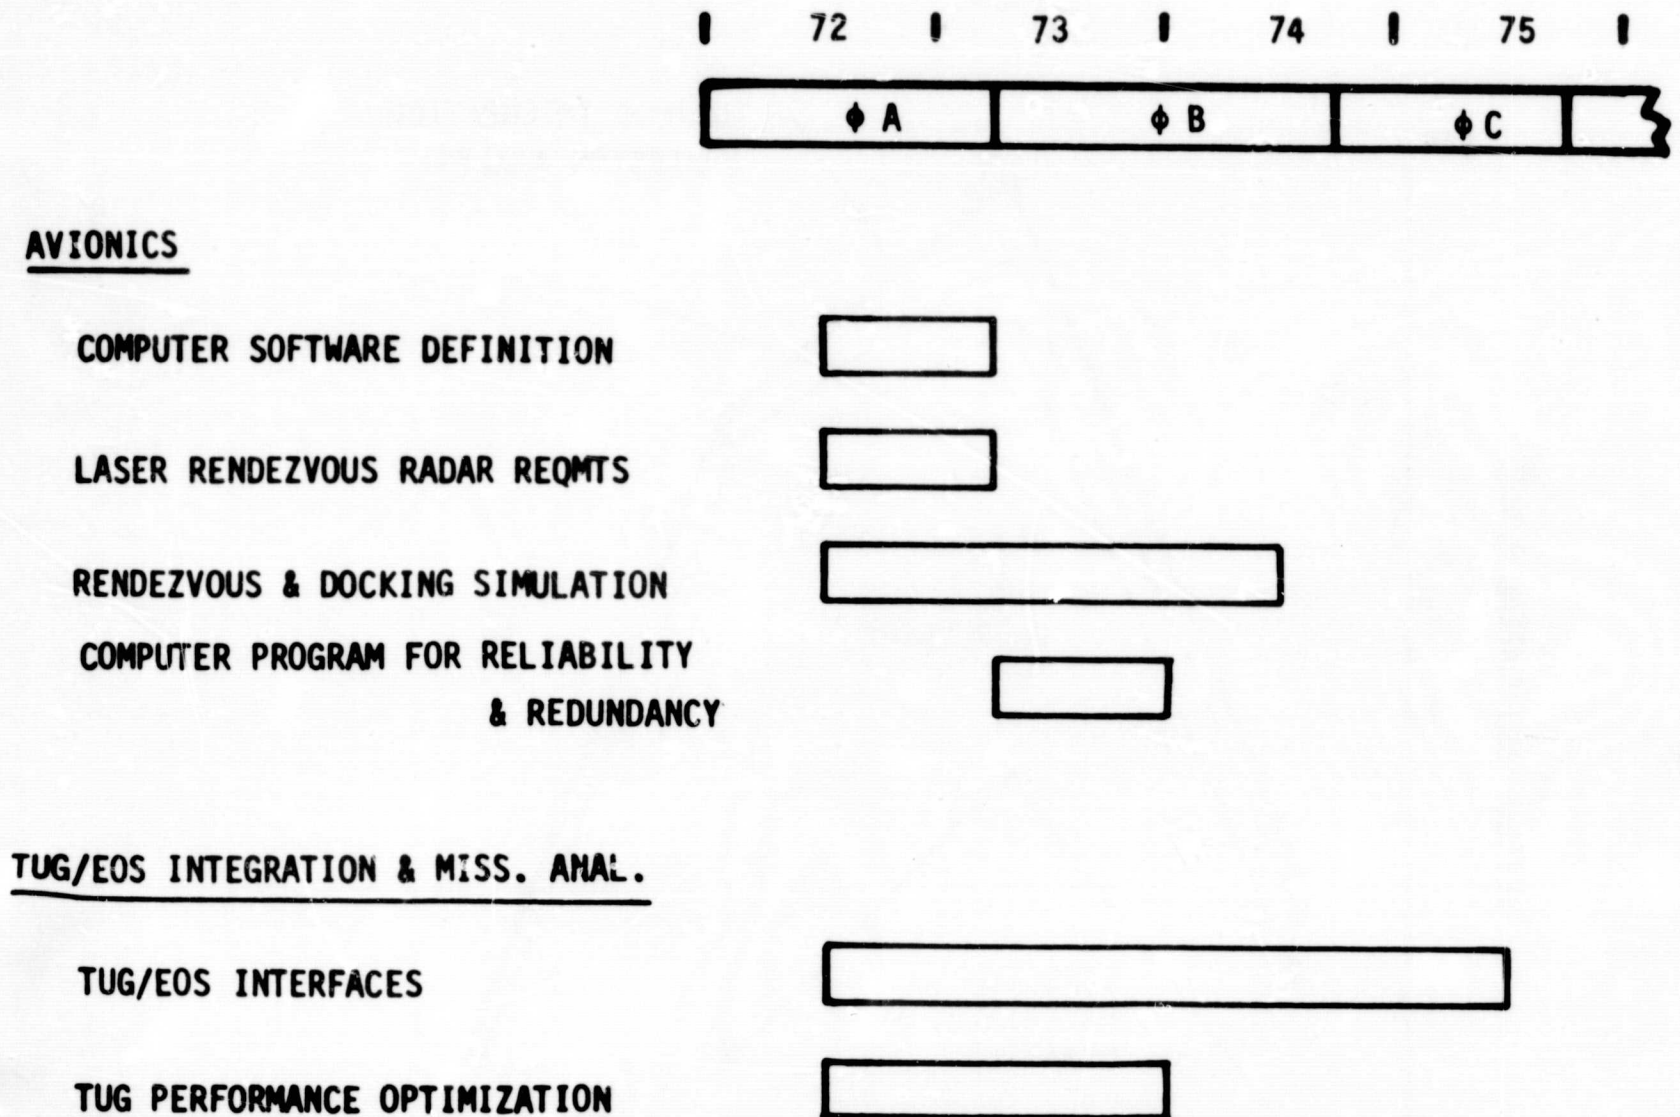 72 73 74 75
ϕ A ϕ B ϕ C
AVIONICS
COMPUTER SOFTWARE DEFINITION
LASER RENDEZVOUS RADAR REQMTS
RENDEZVOUS & DOCKING SIMULATION
COMPUTER PROGRAM FOR RELIABILITY
& REDUNDANCY
TUG/EOS INTEGRATION & MISS. ANAL.
TUG/EOS INTERFACES
TUG PERFORMANCE OPTIMIZATION